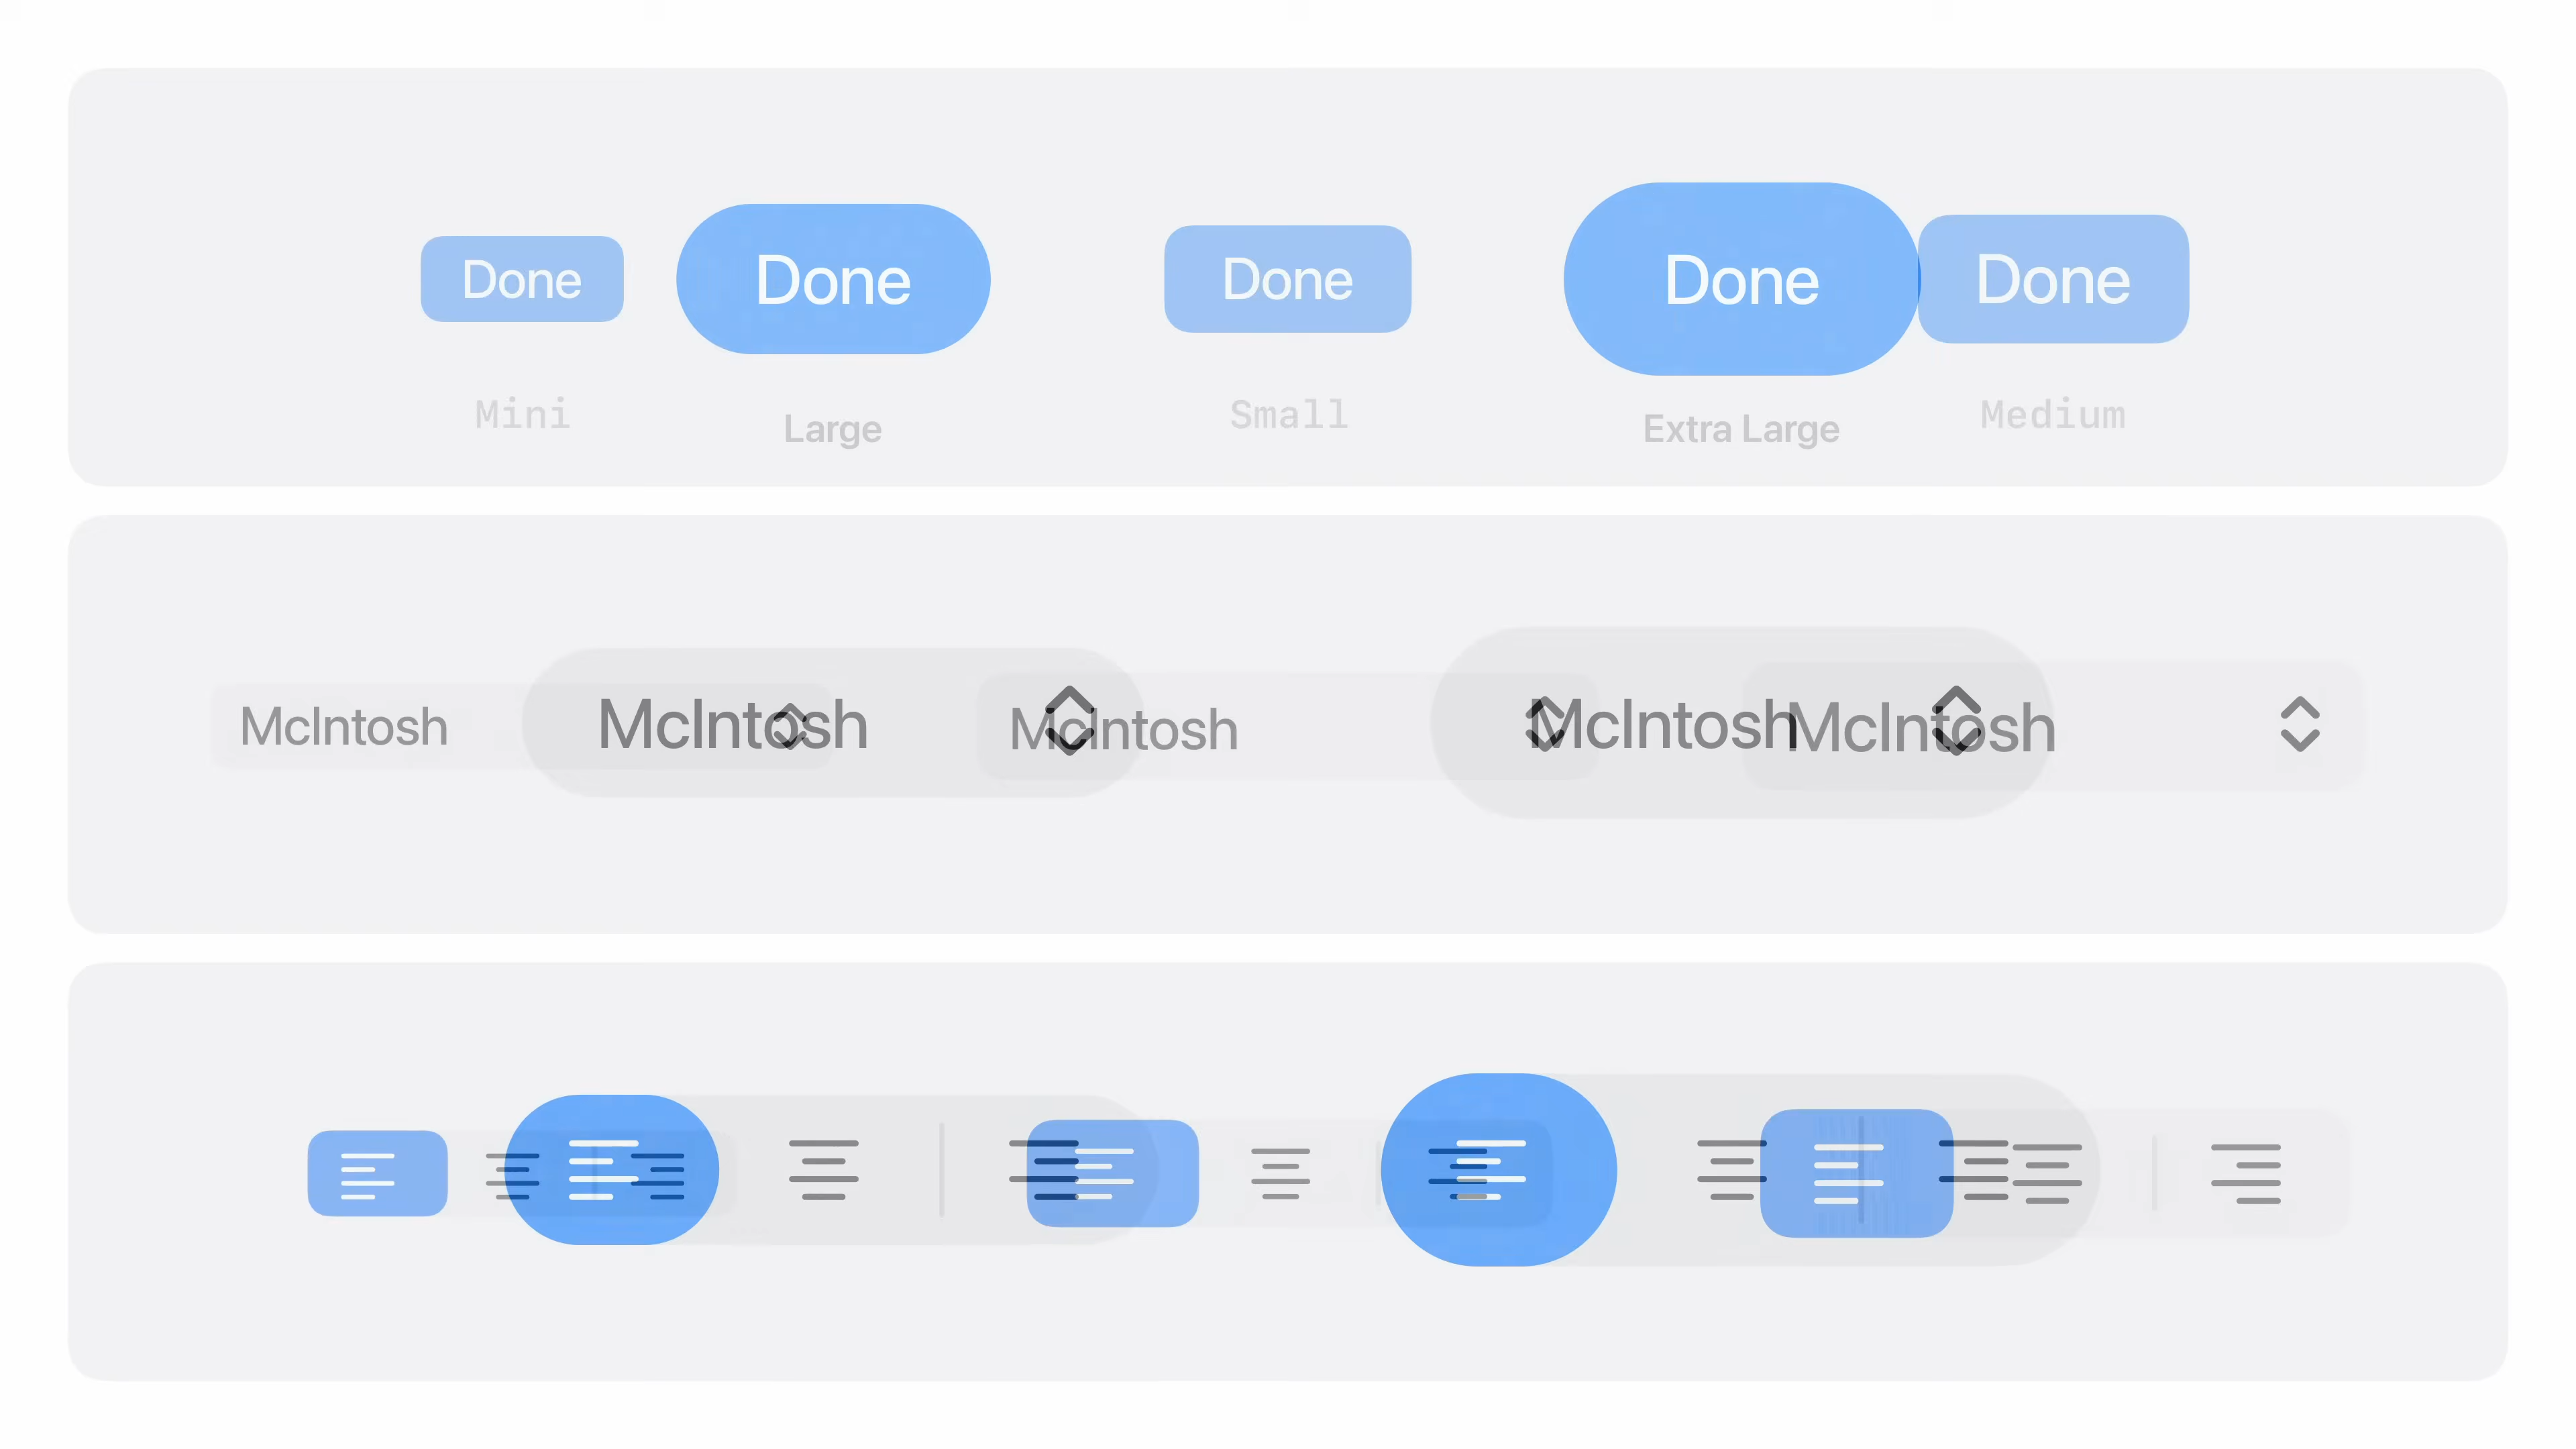 Done
Done
Done
Done
Done
Mini
Large
Small
Extra Large
Medium
McIntosh
McIntosh
McIntosh
McIntosh
McIntosh